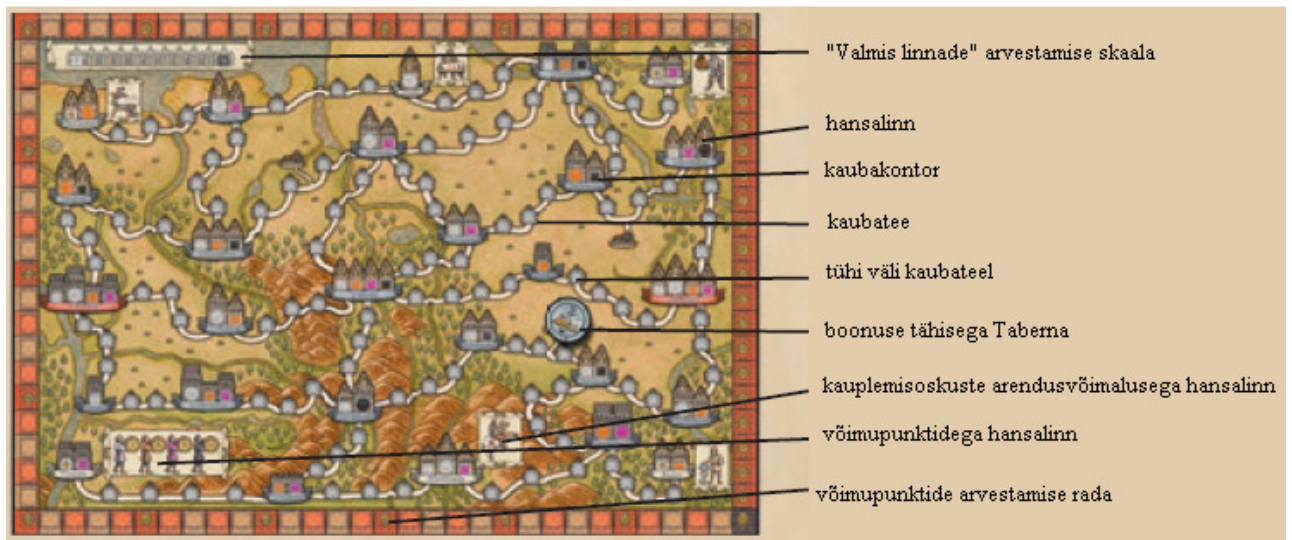 "Valmis linnade" arvestamise skaala
hansalinn
kaubakontor
kaubatee
tühi väli kaubateel
boonuse tähisega Taberna
kauplemisoskuste arendusvõimalusega hansalinn
võimupunktidega hansalinn
võimupunktide arvestamise rada